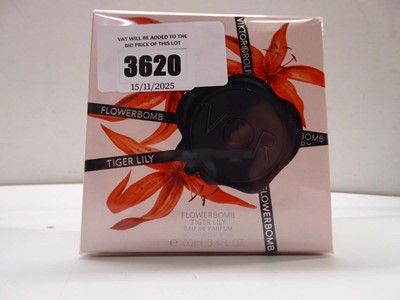 VAT WILL BE ADDED TO THE
BID PRICE OF THIS LOT
3620
15/11/2025
VIKTOR&ROLF
FLOWERBOMB
FLOWERBOMB
TIGER LILY
FLOWERBOMB
FLOWERBOMB
TIGER LILY
EAU DE PARFUM